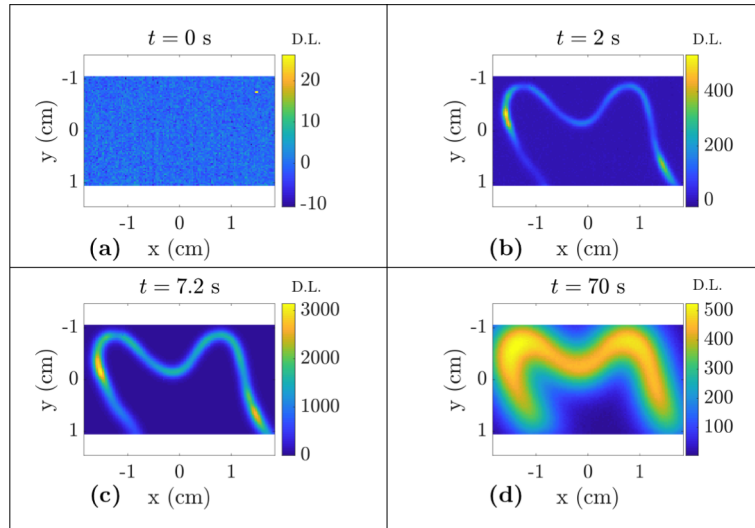 t = 0 s
D.L.
20
10
0
-10
-1
0
1
y (cm)
-1 0 1
(a) x (cm)
t = 2 s
D.L.
400
200
0
-1
0
1
y (cm)
-1 0 1
(b) x (cm)
t = 7.2 s
D.L.
3000
2000
1000
0
-1
0
1
y (cm)
-1 0 1
(c) x (cm)
t = 70 s
D.L.
500
400
300
200
100
-1
0
1
y (cm)
-1 0 1
(d) x (cm)